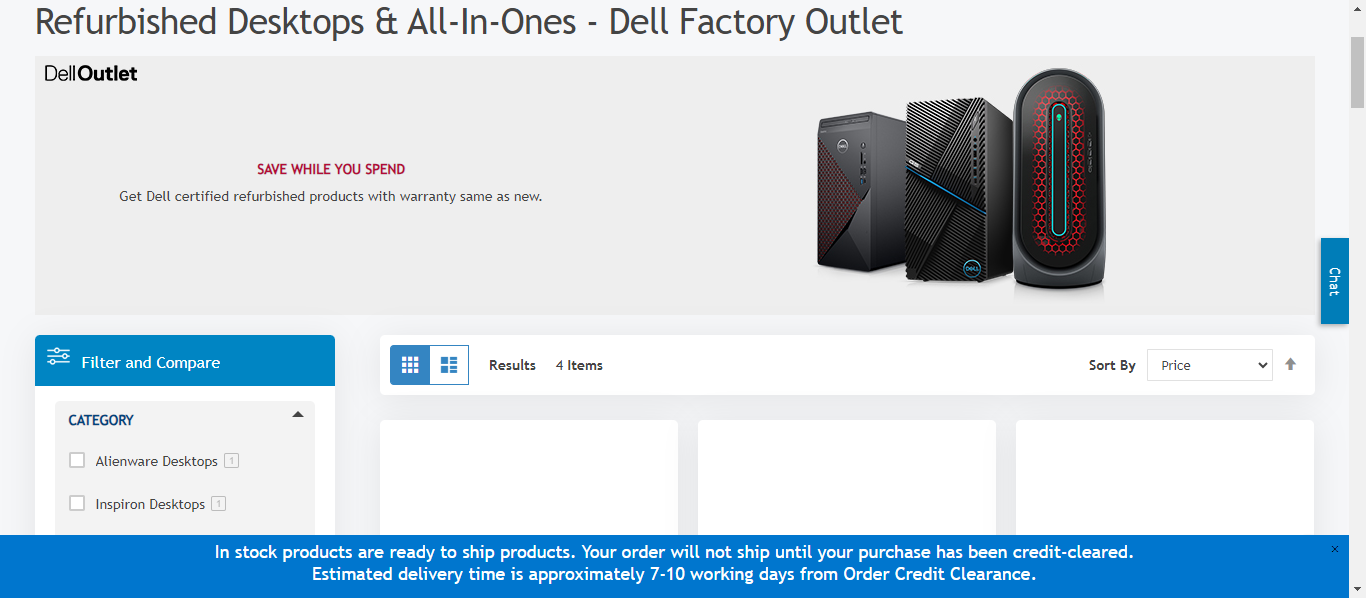 Refurbished Desktops & All-In-Ones - Dell Factory Outlet
DellOutlet
SAVE WHILE YOU SPEND
Get Dell certified refurbished products with warranty same as new.
DELL
DELL
Chat
Filter and Compare
Results 4 Items
Sort By Price
CATEGORY
Alienware Desktops 1
Inspiron Desktops 1
In stock products are ready to ship products. Your order will not ship until your purchase has been credit-cleared.
Estimated delivery time is approximately 7-10 working days from Order Credit Clearance.